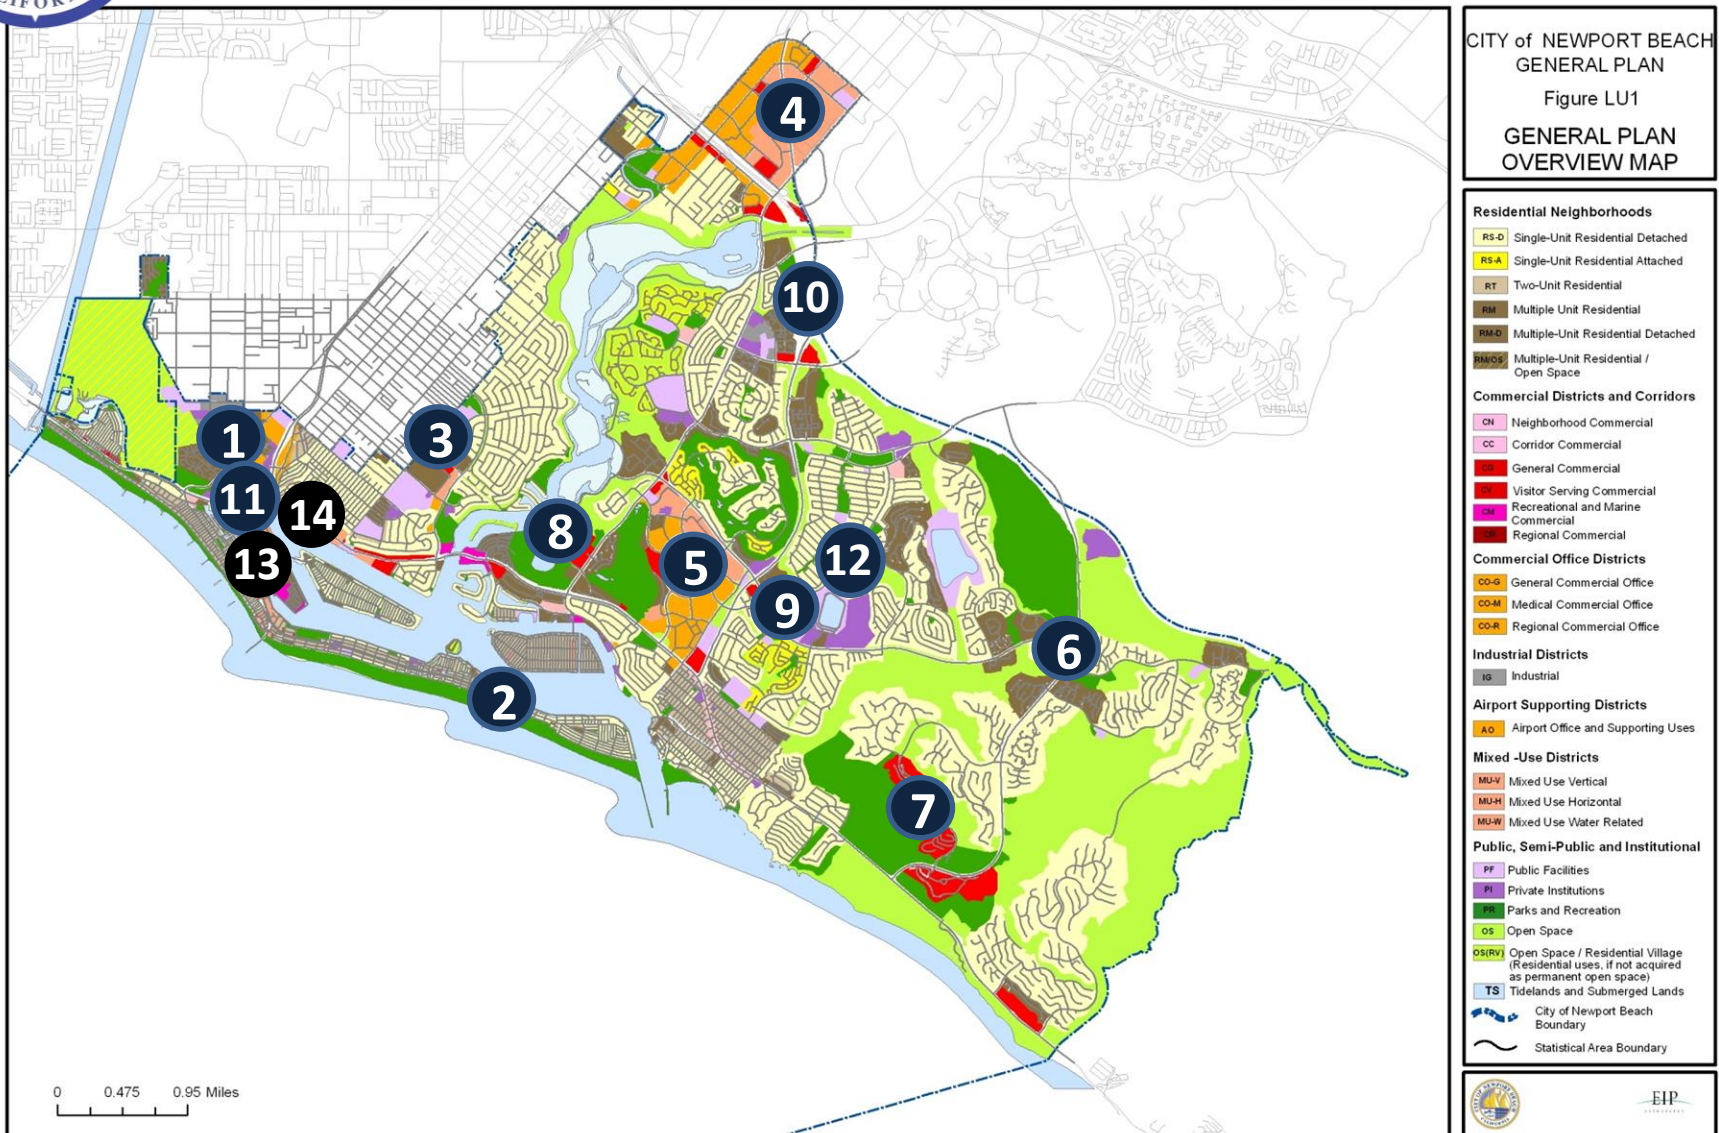 CALIFOR
CITY of NEWPORT BEACH
GENERAL PLAN
Figure LU1
GENERAL PLAN
OVERVIEW MAP
Residential Neighborhoods
RS-D Single-Unit Residential Detached
RS-A Single-Unit Residential Attached
RT Two-Unit Residential
RM Multiple Unit Residential
RM-D Multiple-Unit Residential Detached
RM/OS Multiple-Unit Residential /
Open Space
Commercial Districts and Corridors
CN Neighborhood Commercial
CC Corridor Commercial
CG General Commercial
CV Visitor Serving Commercial
CM Recreational and Marine
Commercial
CR Regional Commercial
Commercial Office Districts
CO-G General Commercial Office
CO-M Medical Commercial Office
CO-R Regional Commercial Office
Industrial Districts
IG Industrial
Airport Supporting Districts
AO Airport Office and Supporting Uses
Mixed -Use Districts
MU-V Mixed Use Vertical
MU-H Mixed Use Horizontal
MU-W Mixed Use Water Related
Public, Semi-Public and Institutional
PF Public Facilities
PI Private Institutions
PR Parks and Recreation
OS Open Space
OS(RV) Open Space / Residential Village
(Residential uses, if not acquired
as permanent open space)
TS Tidelands and Submerged Lands
City of Newport Beach
Boundary
Statistical Area Boundary
EIP
4
10
1
3
11
14
8
13
5
12
9
6
2
7
0 0.475 0.95 Miles